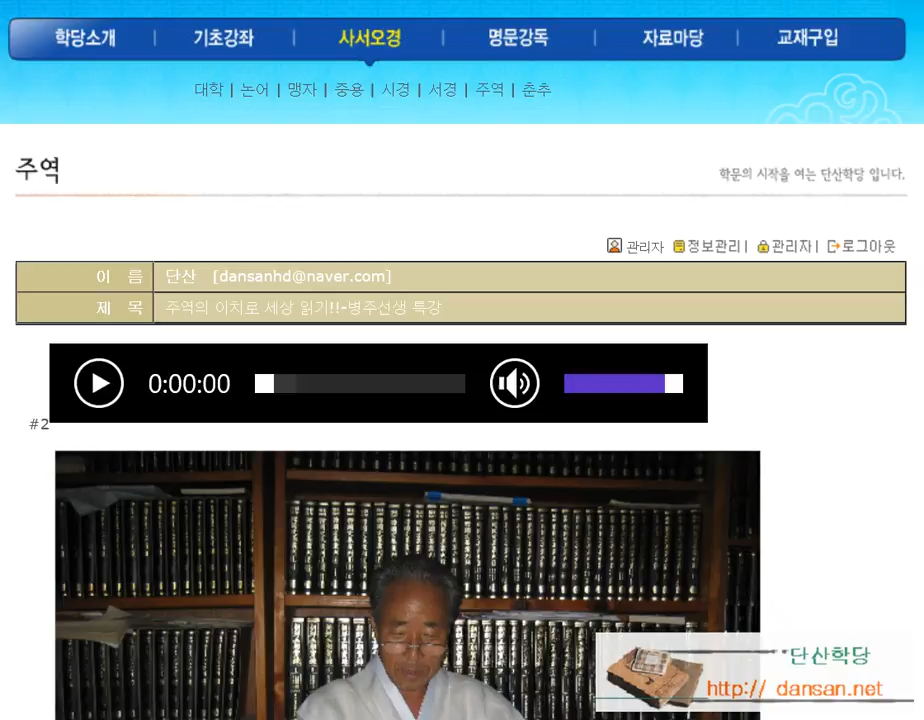 학당소개 | 기초강좌 | 사서오경 | 명문강독 | 자료마당 | 교재구입
대학 | 논어 | 맹자 | 중용 | 시경 | 서경 | 주역 | 춘추
주역
학문의 시작을 여는 단산학당 입니다.
관리자 정보관리 | 관리자 | 로그아웃
이 름 단산 [dansanhd@naver.com]
제 목 주역의 이치로 세상 읽기!!-병주선생 특강
0:00:00
#2
단산학당
http:// dansan.net